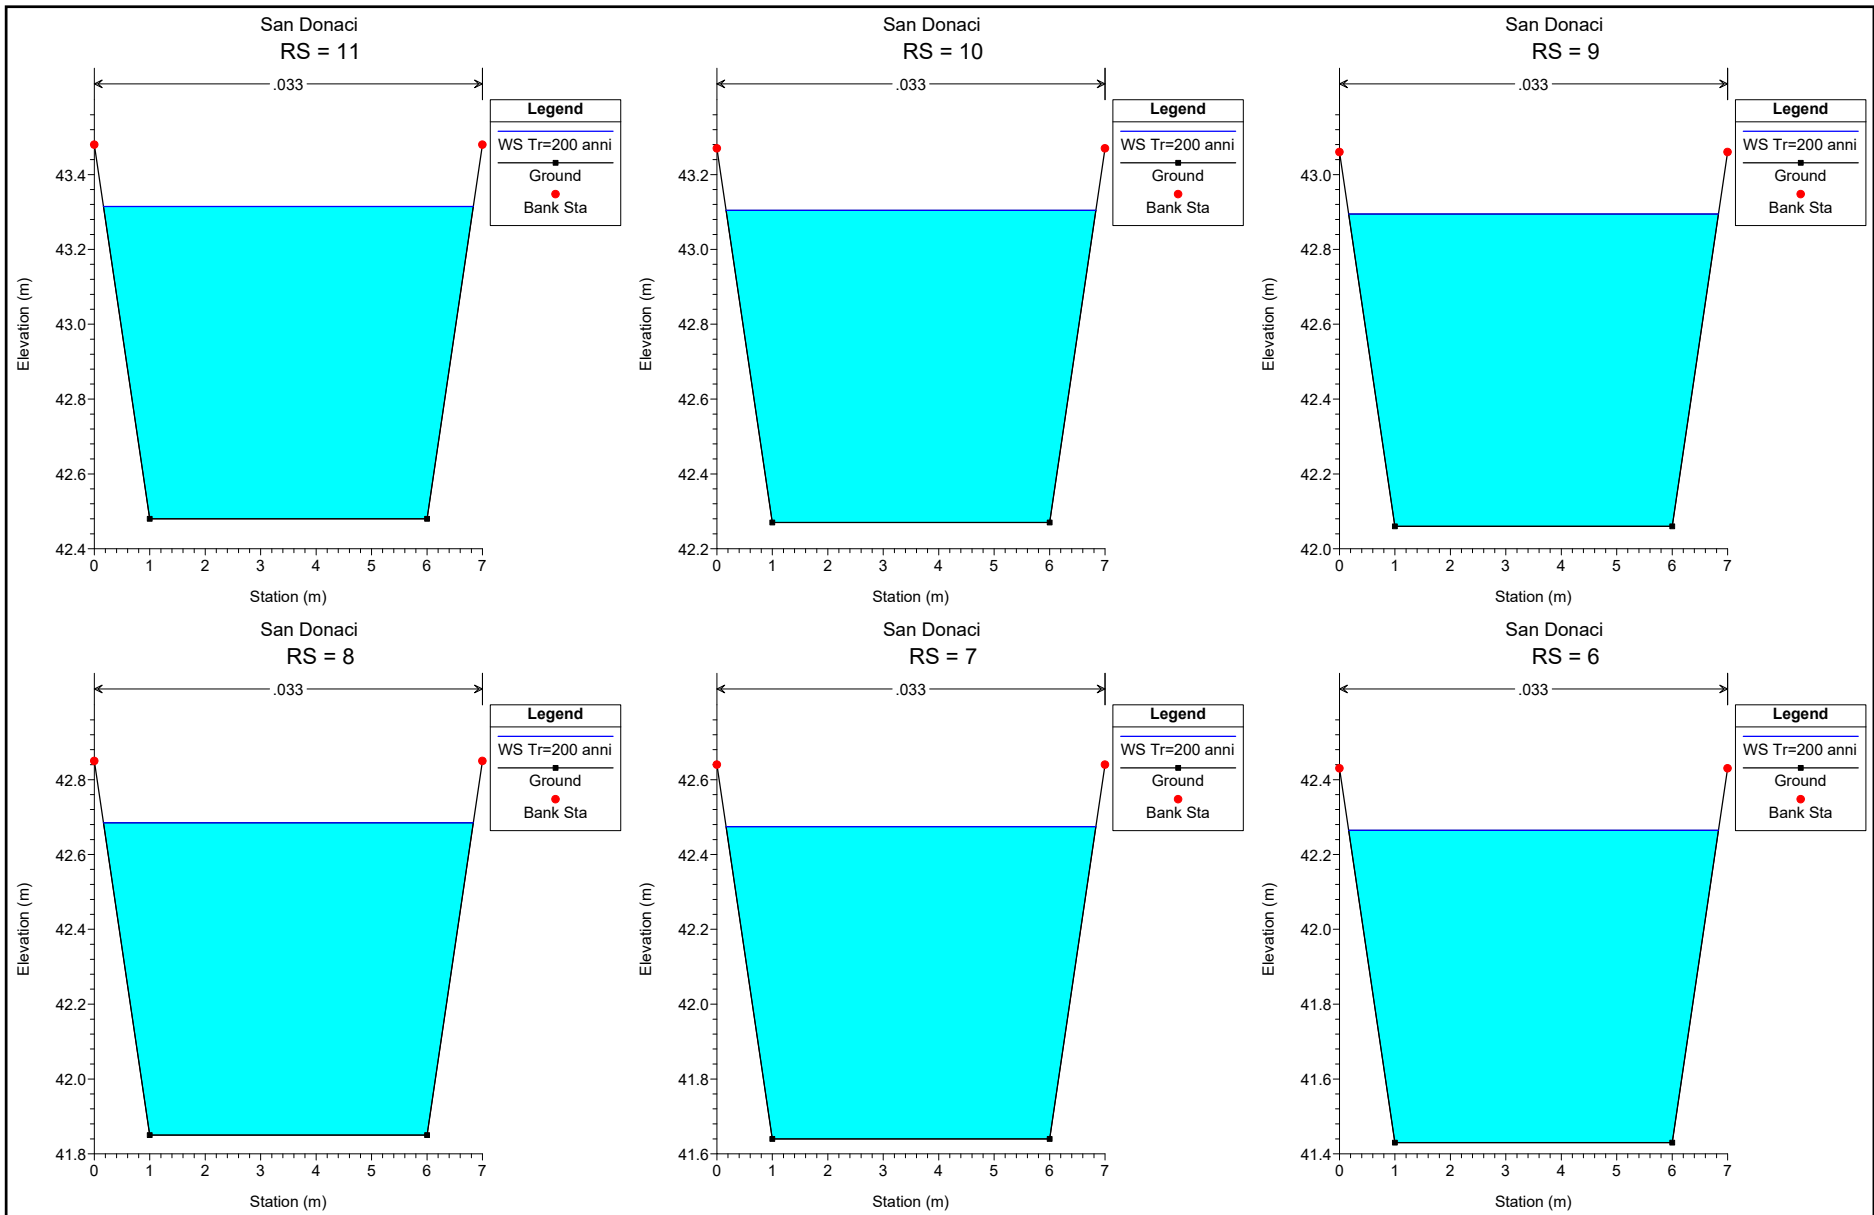 San Donaci
RS = 11
.033
Legend
WS Tr=200 anni
Ground
Bank Sta
Elevation (m)
43.4
43.2
43.0
42.8
42.6
42.4
0 1 2 3 4 5 6 7
Station (m)
San Donaci
RS = 10
.033
Legend
WS Tr=200 anni
Ground
Bank Sta
Elevation (m)
43.2
43.0
42.8
42.6
42.4
42.2
0 1 2 3 4 5 6 7
Station (m)
San Donaci
RS = 9
.033
Legend
WS Tr=200 anni
Ground
Bank Sta
Elevation (m)
43.0
42.8
42.6
42.4
42.2
42.0
0 1 2 3 4 5 6 7
Station (m)
San Donaci
RS = 8
.033
Legend
WS Tr=200 anni
Ground
Bank Sta
Elevation (m)
42.8
42.6
42.4
42.2
42.0
41.8
0 1 2 3 4 5 6 7
Station (m)
San Donaci
RS = 7
.033
Legend
WS Tr=200 anni
Ground
Bank Sta
Elevation (m)
42.6
42.4
42.2
42.0
41.8
41.6
0 1 2 3 4 5 6 7
Station (m)
San Donaci
RS = 6
.033
Legend
WS Tr=200 anni
Ground
Bank Sta
Elevation (m)
42.4
42.2
42.0
41.8
41.6
41.4
0 1 2 3 4 5 6 7
Station (m)